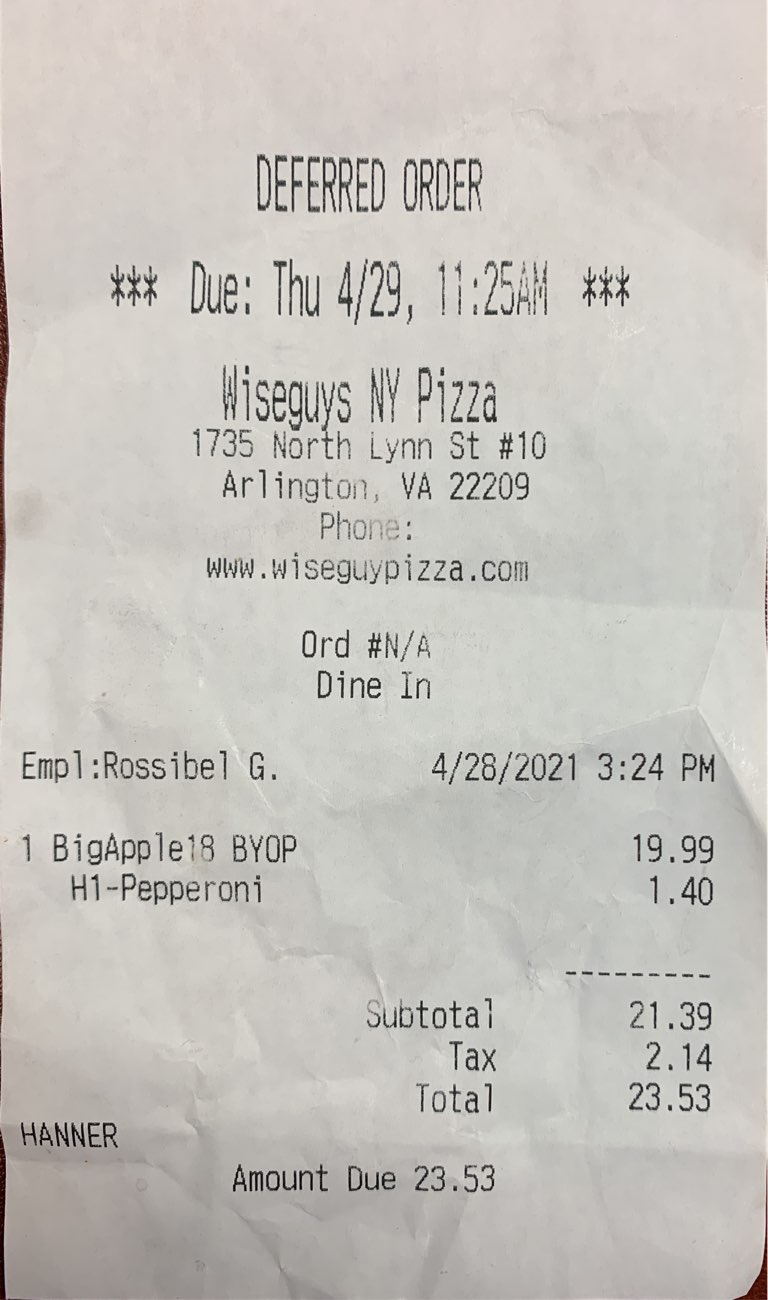 DEFERRED ORDER
*** Due: Thu 4/29, 11:25AM ***
Wiseguys NY Pizza
1735 North Lynn St #10
Arlington, VA 22209
Phone:
www.wiseguypizza.com
Ord #N/A
Dine In
Empl:Rossibel G. 4/28/2021 3:24 PM
1 BigApple18 BYOP 19.99
H1-Pepperoni 1.40
---------
Subtotal 21.39
Tax 2.14
Total 23.53
HANNER
Amount Due 23.53